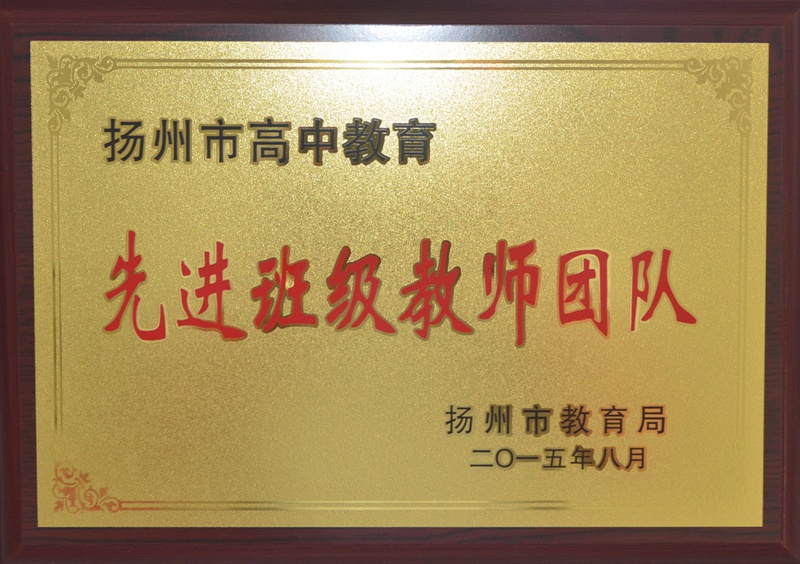 扬州市高中教育
先进班级教师团队
扬州市教育局
二〇一五年八月